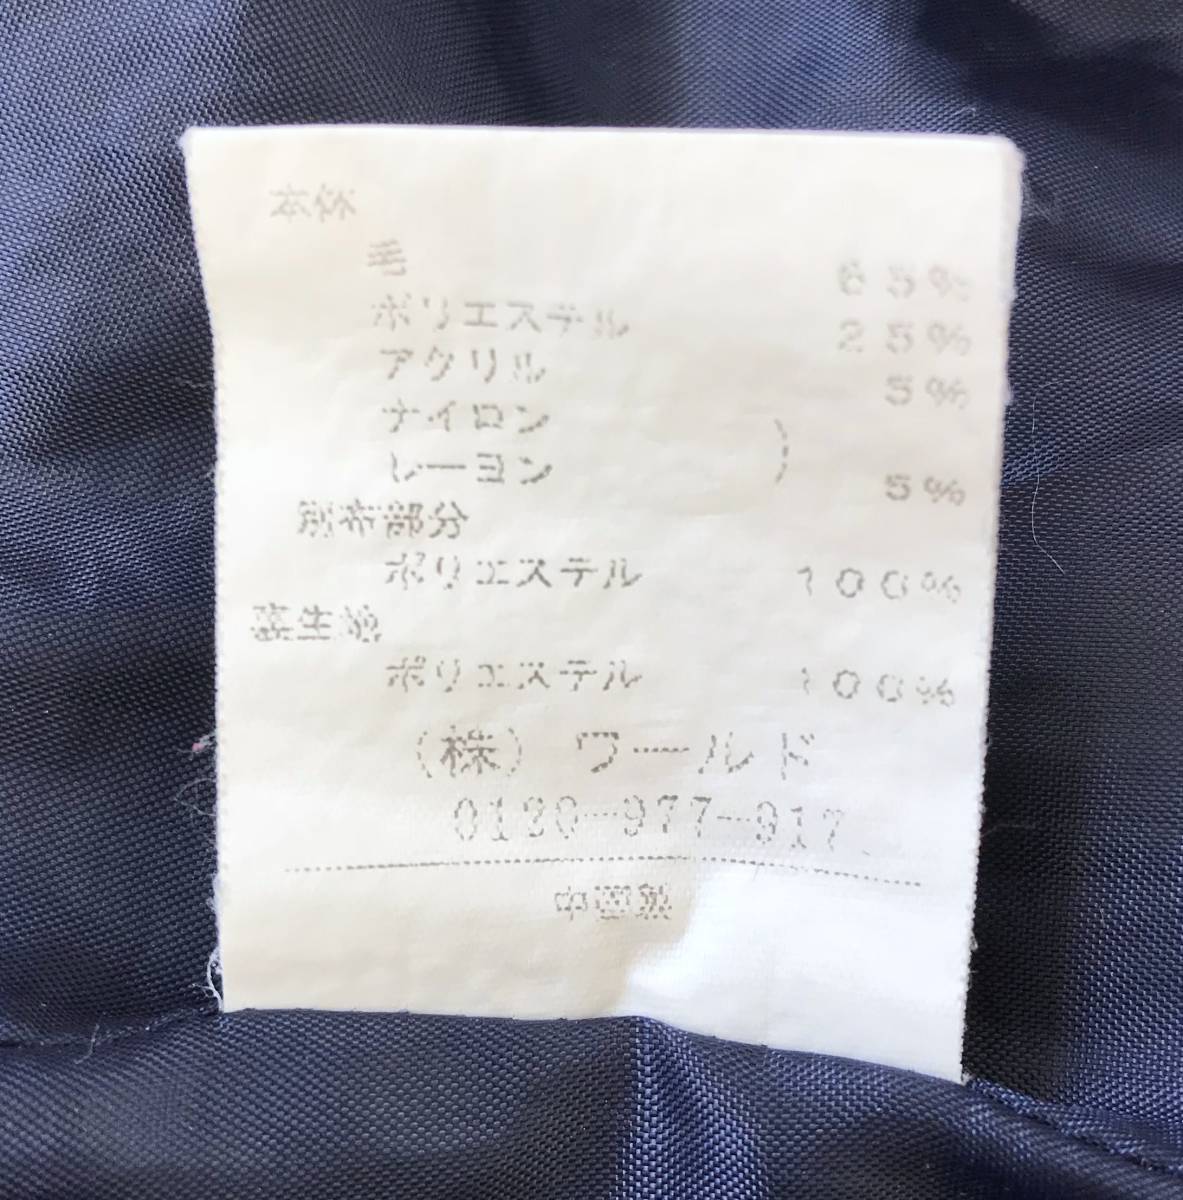 本体
毛 65%
ポリエステル 25%
アクリル 5%
ナイロン )
レーヨン 5%
別布部分
ポリエステル 100%
裏生地
ポリエステル 100%
(株) ワールド
0120-977-917
中国製